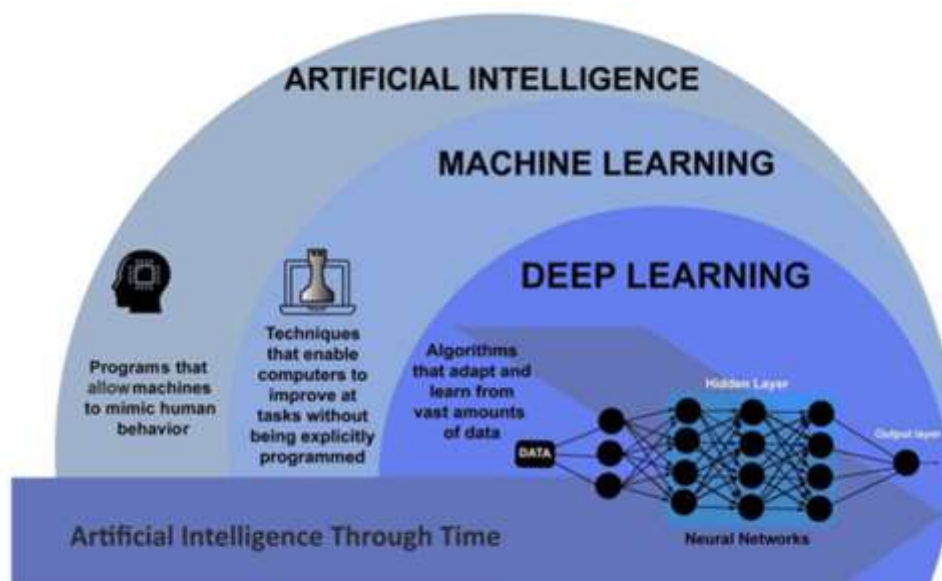 ARTIFICIAL INTELLIGENCE
MACHINE LEARNING
DEEP LEARNING
Programs that
allow machines
to mimic human
behavior
Techniques
that enable
computers to
improve at
tasks without
being explicitly
programmed
Algorithms
that adapt and
learn from
vast amounts
of data
DATA
Hidden Layer
Output layer
Neural Networks
Artificial Intelligence Through Time